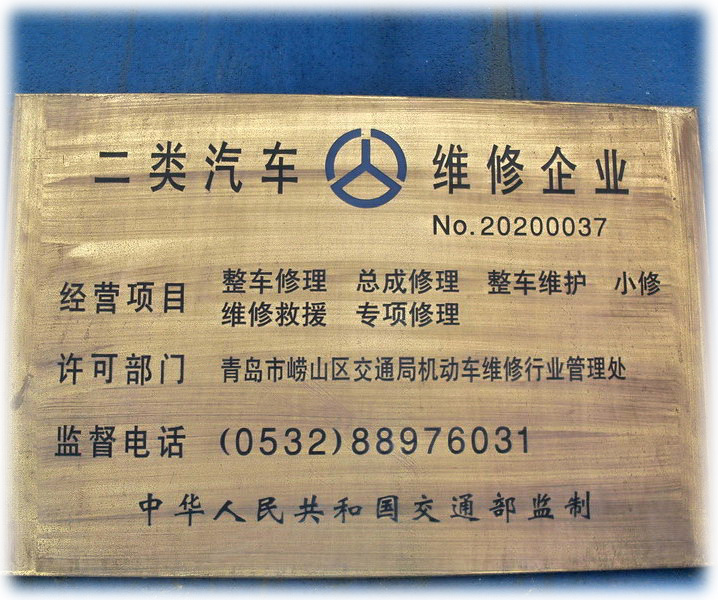 二类汽车 维修企业
No.20200037
经营项目 整车修理 总成修理 整车维护 小修
维修救援 专项修理
许可部门 青岛市崂山区交通局机动车维修行业管理处
监督电话 (0532)88976031
中华人民共和国交通部监制